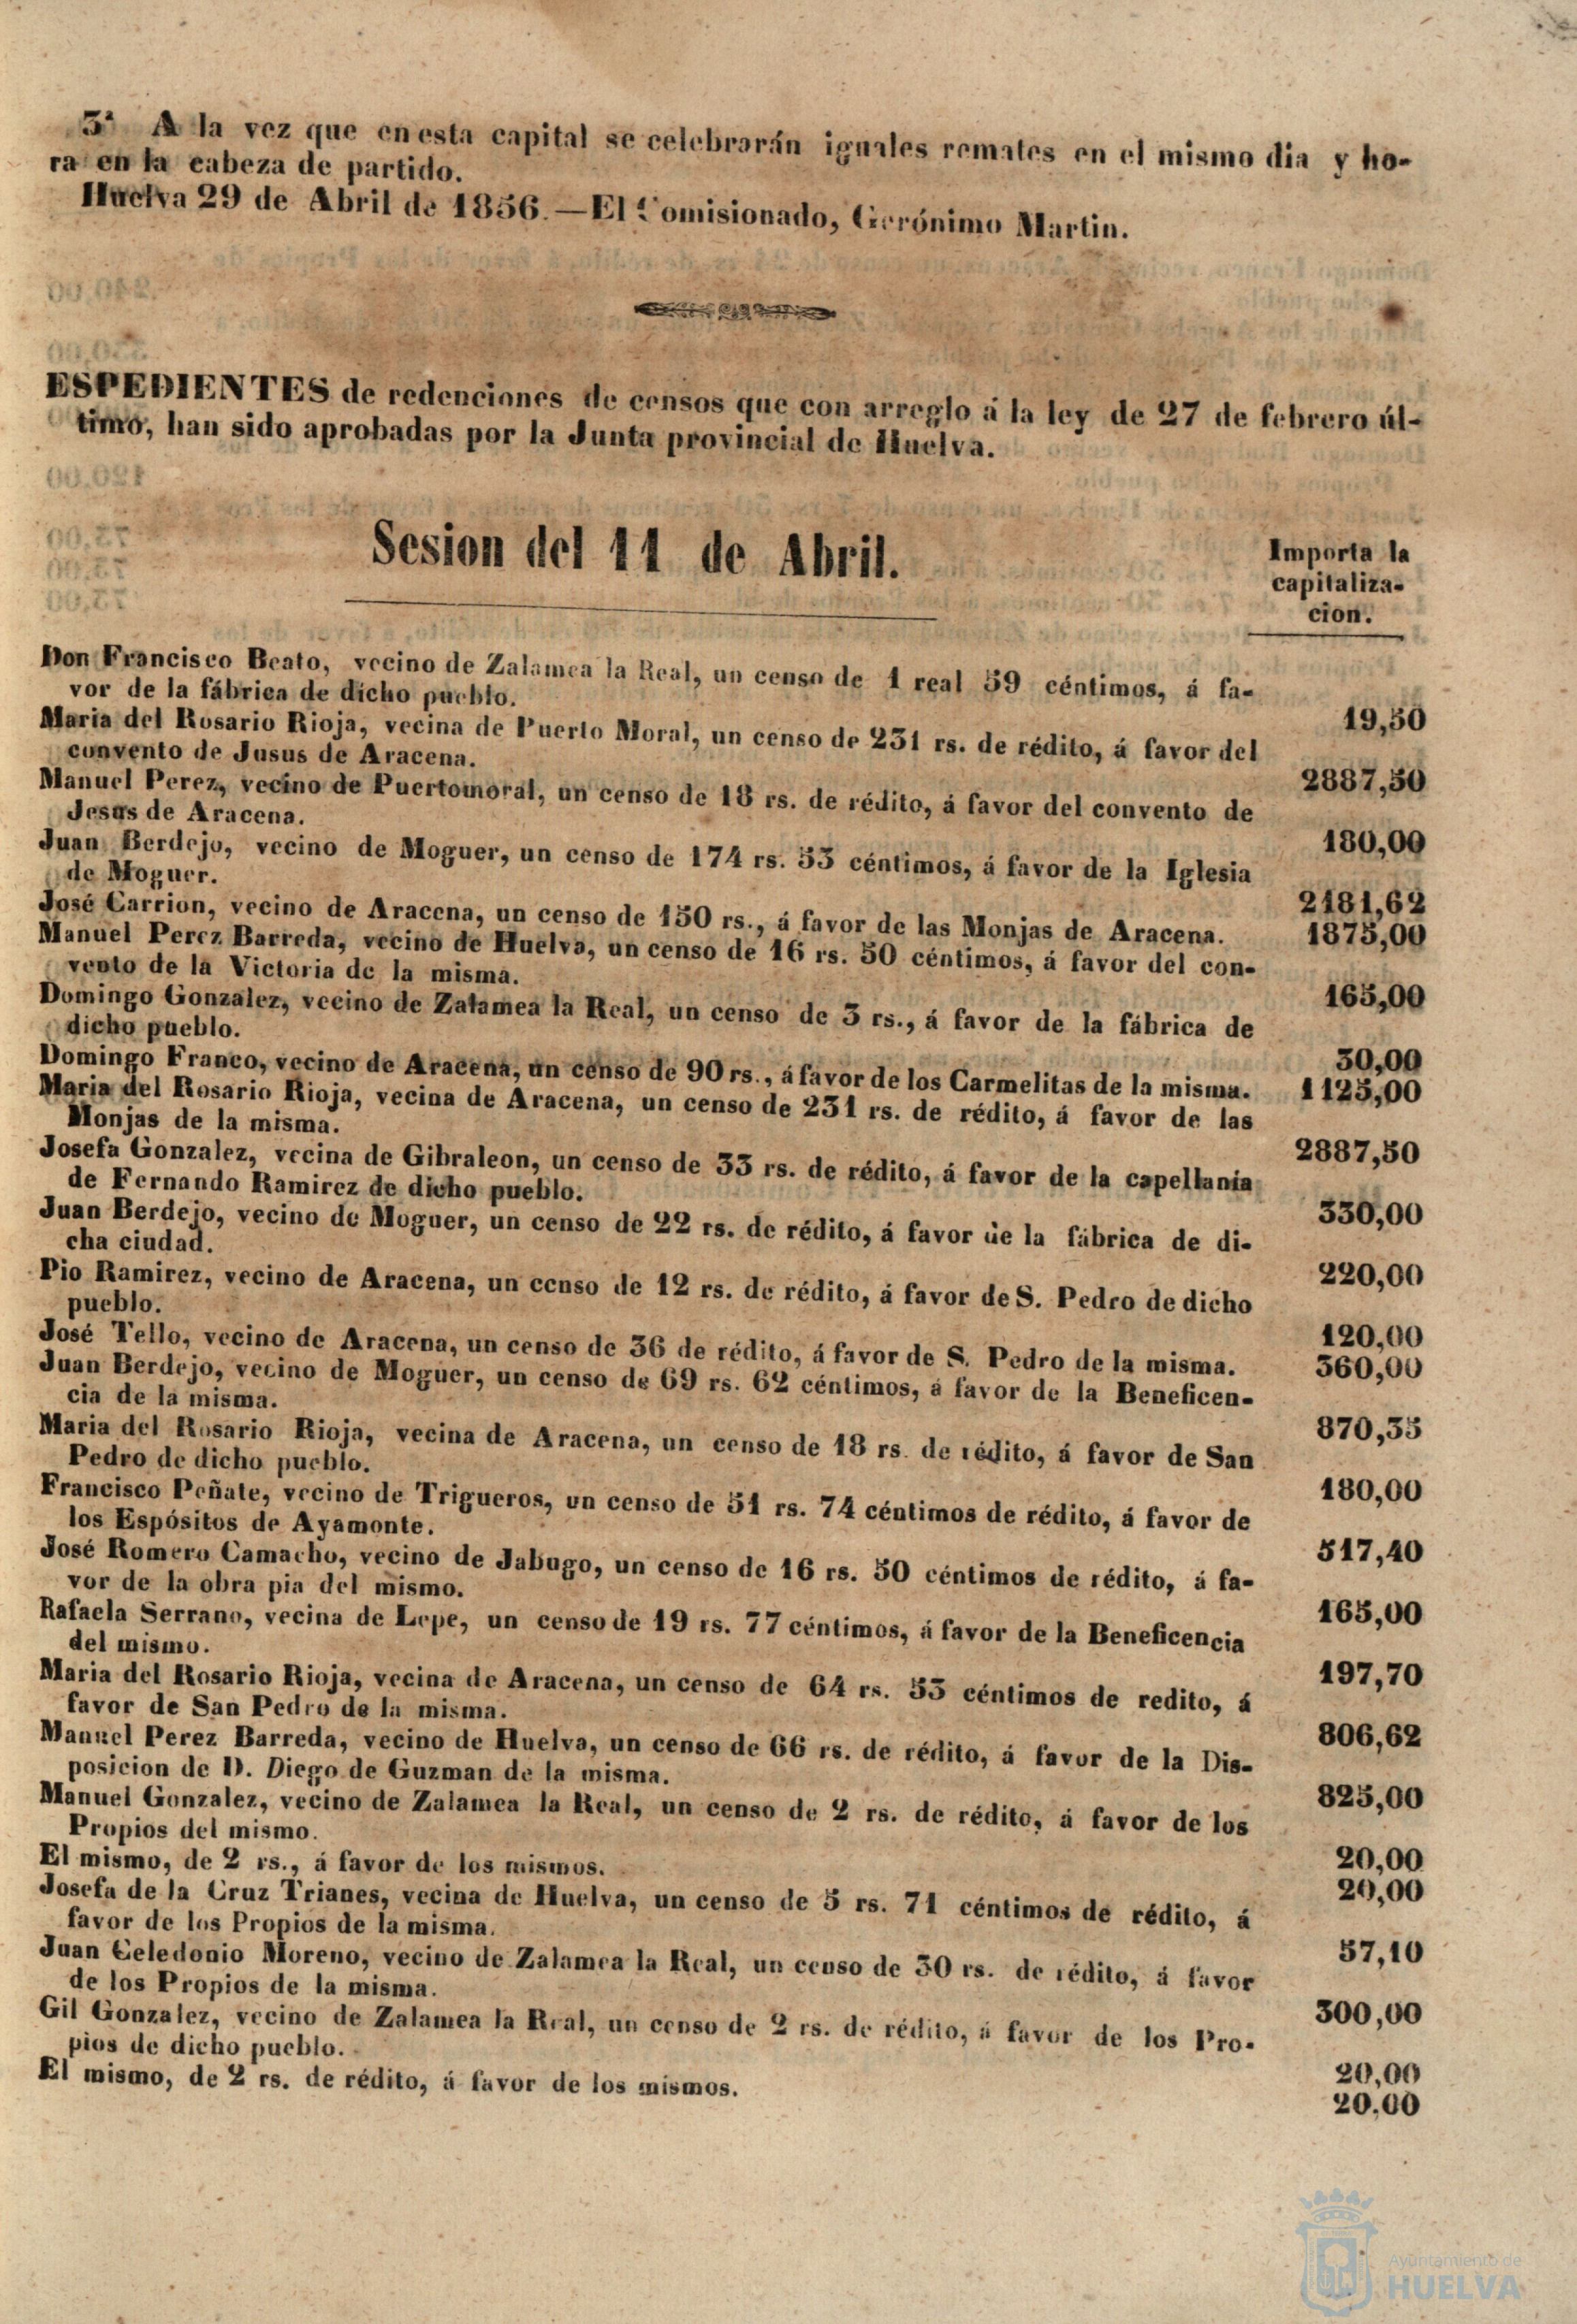 3ª A la vez que en esta capital se celebrarán iguales remates en el mismo dia y ho-
ra en la cabeza de partido.
Huelva 29 de Abril de 1856.—El Comisionado, Gerónimo Martin.
ESPEDIENTES de redenciones de censos que con arreglo á la ley de 27 de febrero úl-
timo, han sido aprobadas por la Junta provincial de Huelva.
Sesion del 11 de Abril.
Importa la
capitaliza-
cion.
Don Francisco Beato, vecino de Zalamea la Real, un censo de 1 real 59 céntimos, á fa-
vor de la fábrica de dicho pueblo. 19,50
Maria del Rosario Rioja, vecina de Puerto Moral, un censo de 231 rs. de rédito, á favor del
convento de Jusus de Aracena. 2887,50
Manuel Perez, vecino de Puertomoral, un censo de 18 rs. de rédito, á favor del convento de
Jesus de Aracena. 180,00
Juan Berdejo, vecino de Moguer, un censo de 174 rs. 53 céntimos, á favor de la Iglesia
de Moguer. 2181,62
José Carrion, vecino de Aracena, un censo de 150 rs., á favor de las Monjas de Aracena. 1875,00
Manuel Perez Barreda, vecino de Huelva, un censo de 16 rs. 50 céntimos, á favor del con-
vento de la Victoria de la misma. 165,00
Domingo Gonzalez, vecino de Zalamea la Real, un censo de 3 rs., á favor de la fábrica de
dicho pueblo. 30,00
Domingo Franco, vecino de Aracena, un censo de 90 rs., á favor de los Carmelitas de la misma. 1125,00
Maria del Rosario Rioja, vecina de Aracena, un censo de 231 rs. de rédito, á favor de las
Monjas de la misma. 2887,50
Josefa Gonzalez, vecina de Gibraleon, un censo de 33 rs. de rédito, á favor de la capellanía
de Fernando Ramirez de dicho pueblo. 330,00
Juan Berdejo, vecino de Moguer, un censo de 22 rs. de rédito, á favor de la fábrica de di-
cha ciudad. 220,00
Pio Ramirez, vecino de Aracena, un censo de 12 rs. de rédito, á favor de S. Pedro de dicho
pueblo. 120,00
José Tello, vecino de Aracena, un censo de 36 de rédito, á favor de S. Pedro de la misma. 360,00
Juan Berdejo, vecino de Moguer, un censo de 69 rs. 62 céntimos, á favor de la Beneficen-
cia de la misma. 870,35
Maria del Rosario Rioja, vecina de Aracena, un censo de 18 rs. de rédito, á favor de San
Pedro de dicho pueblo. 180,00
Francisco Peñate, vecino de Trigueros, un censo de 51 rs. 74 céntimos de rédito, á favor de
los Espósitos de Ayamonte. 517,40
José Romero Camacho, vecino de Jabugo, un censo de 16 rs. 50 céntimos de rédito, á fa-
vor de la obra pia del mismo. 165,00
Rafaela Serrano, vecina de Lepe, un censo de 19 rs. 77 céntimos, á favor de la Beneficencia
del mismo. 197,70
Maria del Rosario Rioja, vecina de Aracena, un censo de 64 rs. 53 céntimos de redito, á
favor de San Pedro de la misma. 806,62
Manuel Perez Barreda, vecino de Huelva, un censo de 66 rs. de rédito, á favor de la Dis-
posicion de D. Diego de Guzman de la misma. 825,00
Manuel Gonzalez, vecino de Zalamea la Real, un censo de 2 rs. de rédito, á favor de los
Propios del mismo. 20,00
El mismo, de 2 rs., á favor de los mismos. 20,00
Josefa de la Cruz Trianes, vecina de Huelva, un censo de 5 rs. 71 céntimos de rédito, á
favor de los Propios de la misma. 57,10
Juan Celedonio Moreno, vecino de Zalamea la Real, un censo de 30 rs. de rédito, á favor
de los Propios de la misma. 300,00
Gil Gonzalez, vecino de Zalamea la Real, un censo de 2 rs. de rédito, á favor de los Pro-
pios de dicho pueblo. 20,00
El mismo, de 2 rs. de rédito, á favor de los mismos. 20,00
Ayuntamiento de
HUELVA